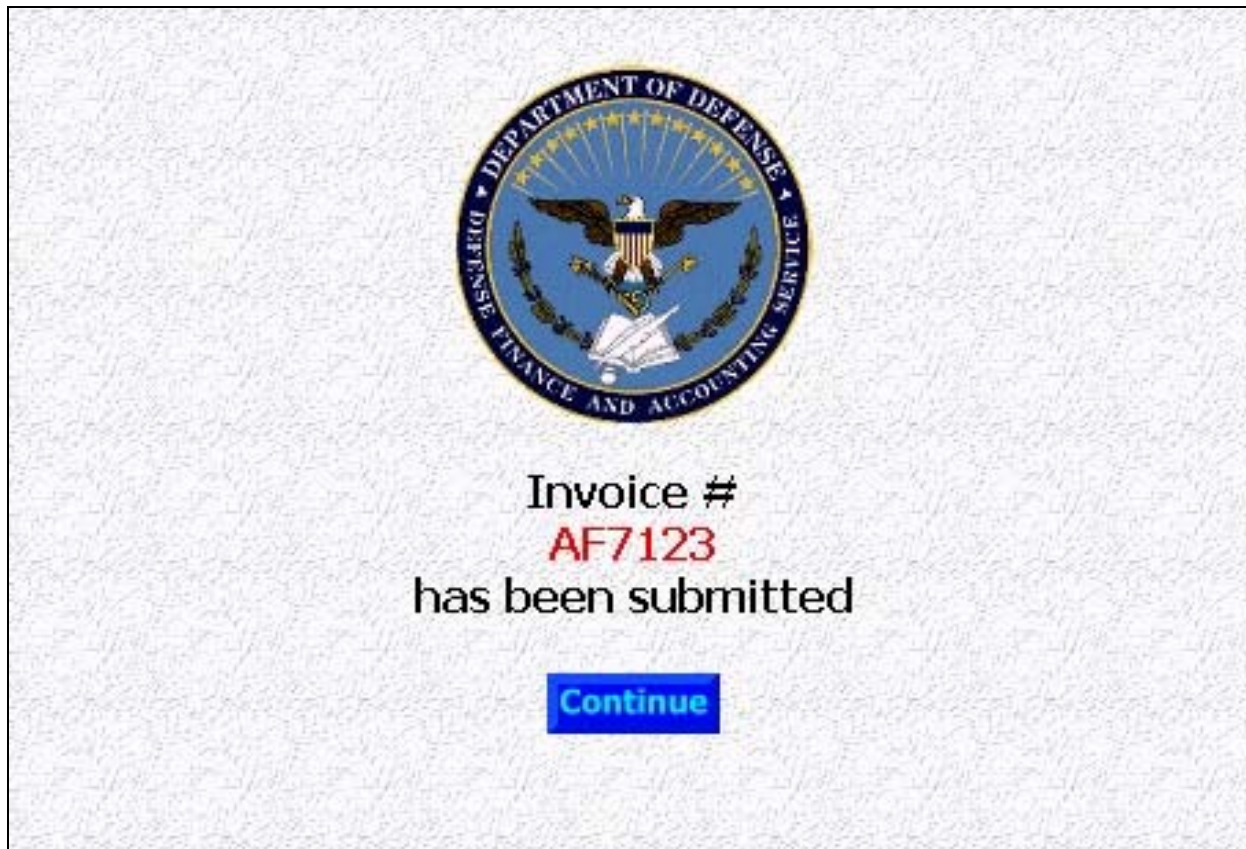 DEPARTMENT OF DEFENSE
DEFENSE FINANCE AND ACCOUNTING SERVICE
Invoice #
AF7123
has been submitted
Continue